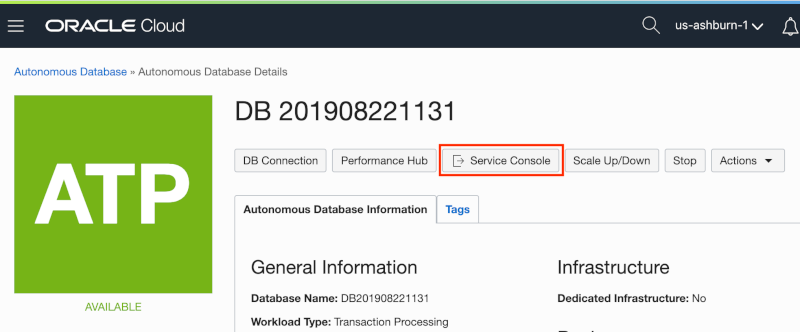 ORACLE Cloud
us-ashburn-1
Autonomous Database » Autonomous Database Details
ATP
AVAILABLE
DB 201908221131
DB Connection
Performance Hub
Service Console
Scale Up/Down
Stop
Actions
Autonomous Database Information
Tags
General Information
Database Name: DB201908221131
Workload Type: Transaction Processing
Infrastructure
Dedicated Infrastructure: No